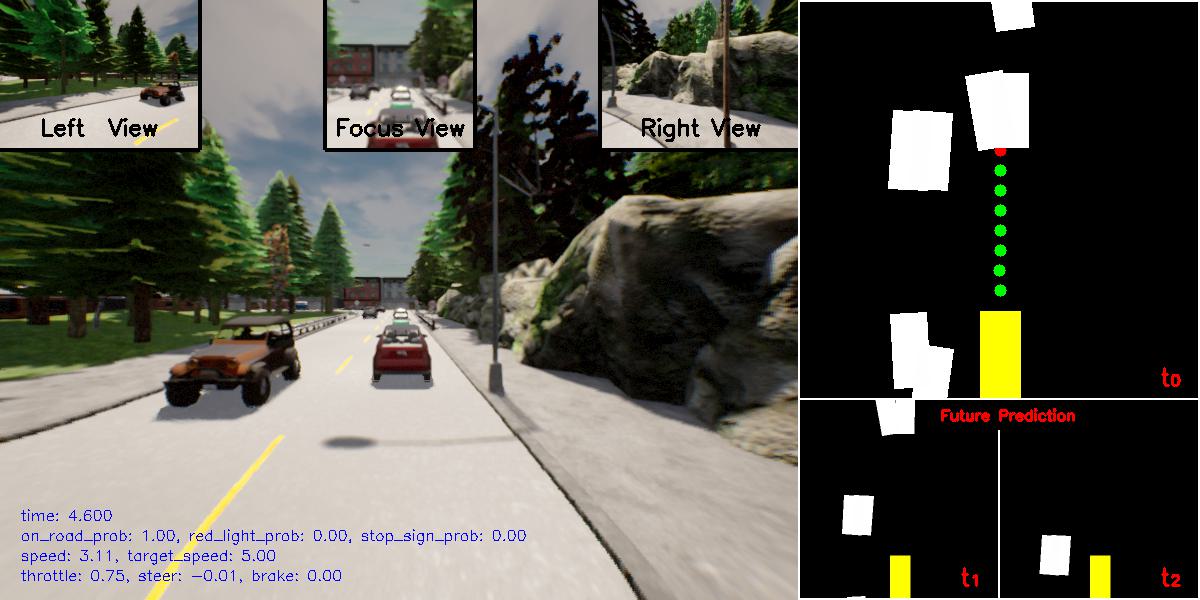 Left View
Focus View
Right View
time: 4.600
on_road_prob: 1.00, red_light_prob: 0.00, stop_sign_prob: 0.00
speed: 3.11, target_speed: 5.00
throttle: 0.75, steer: -0.01, brake: 0.00
t0
Future Prediction
t1
t2